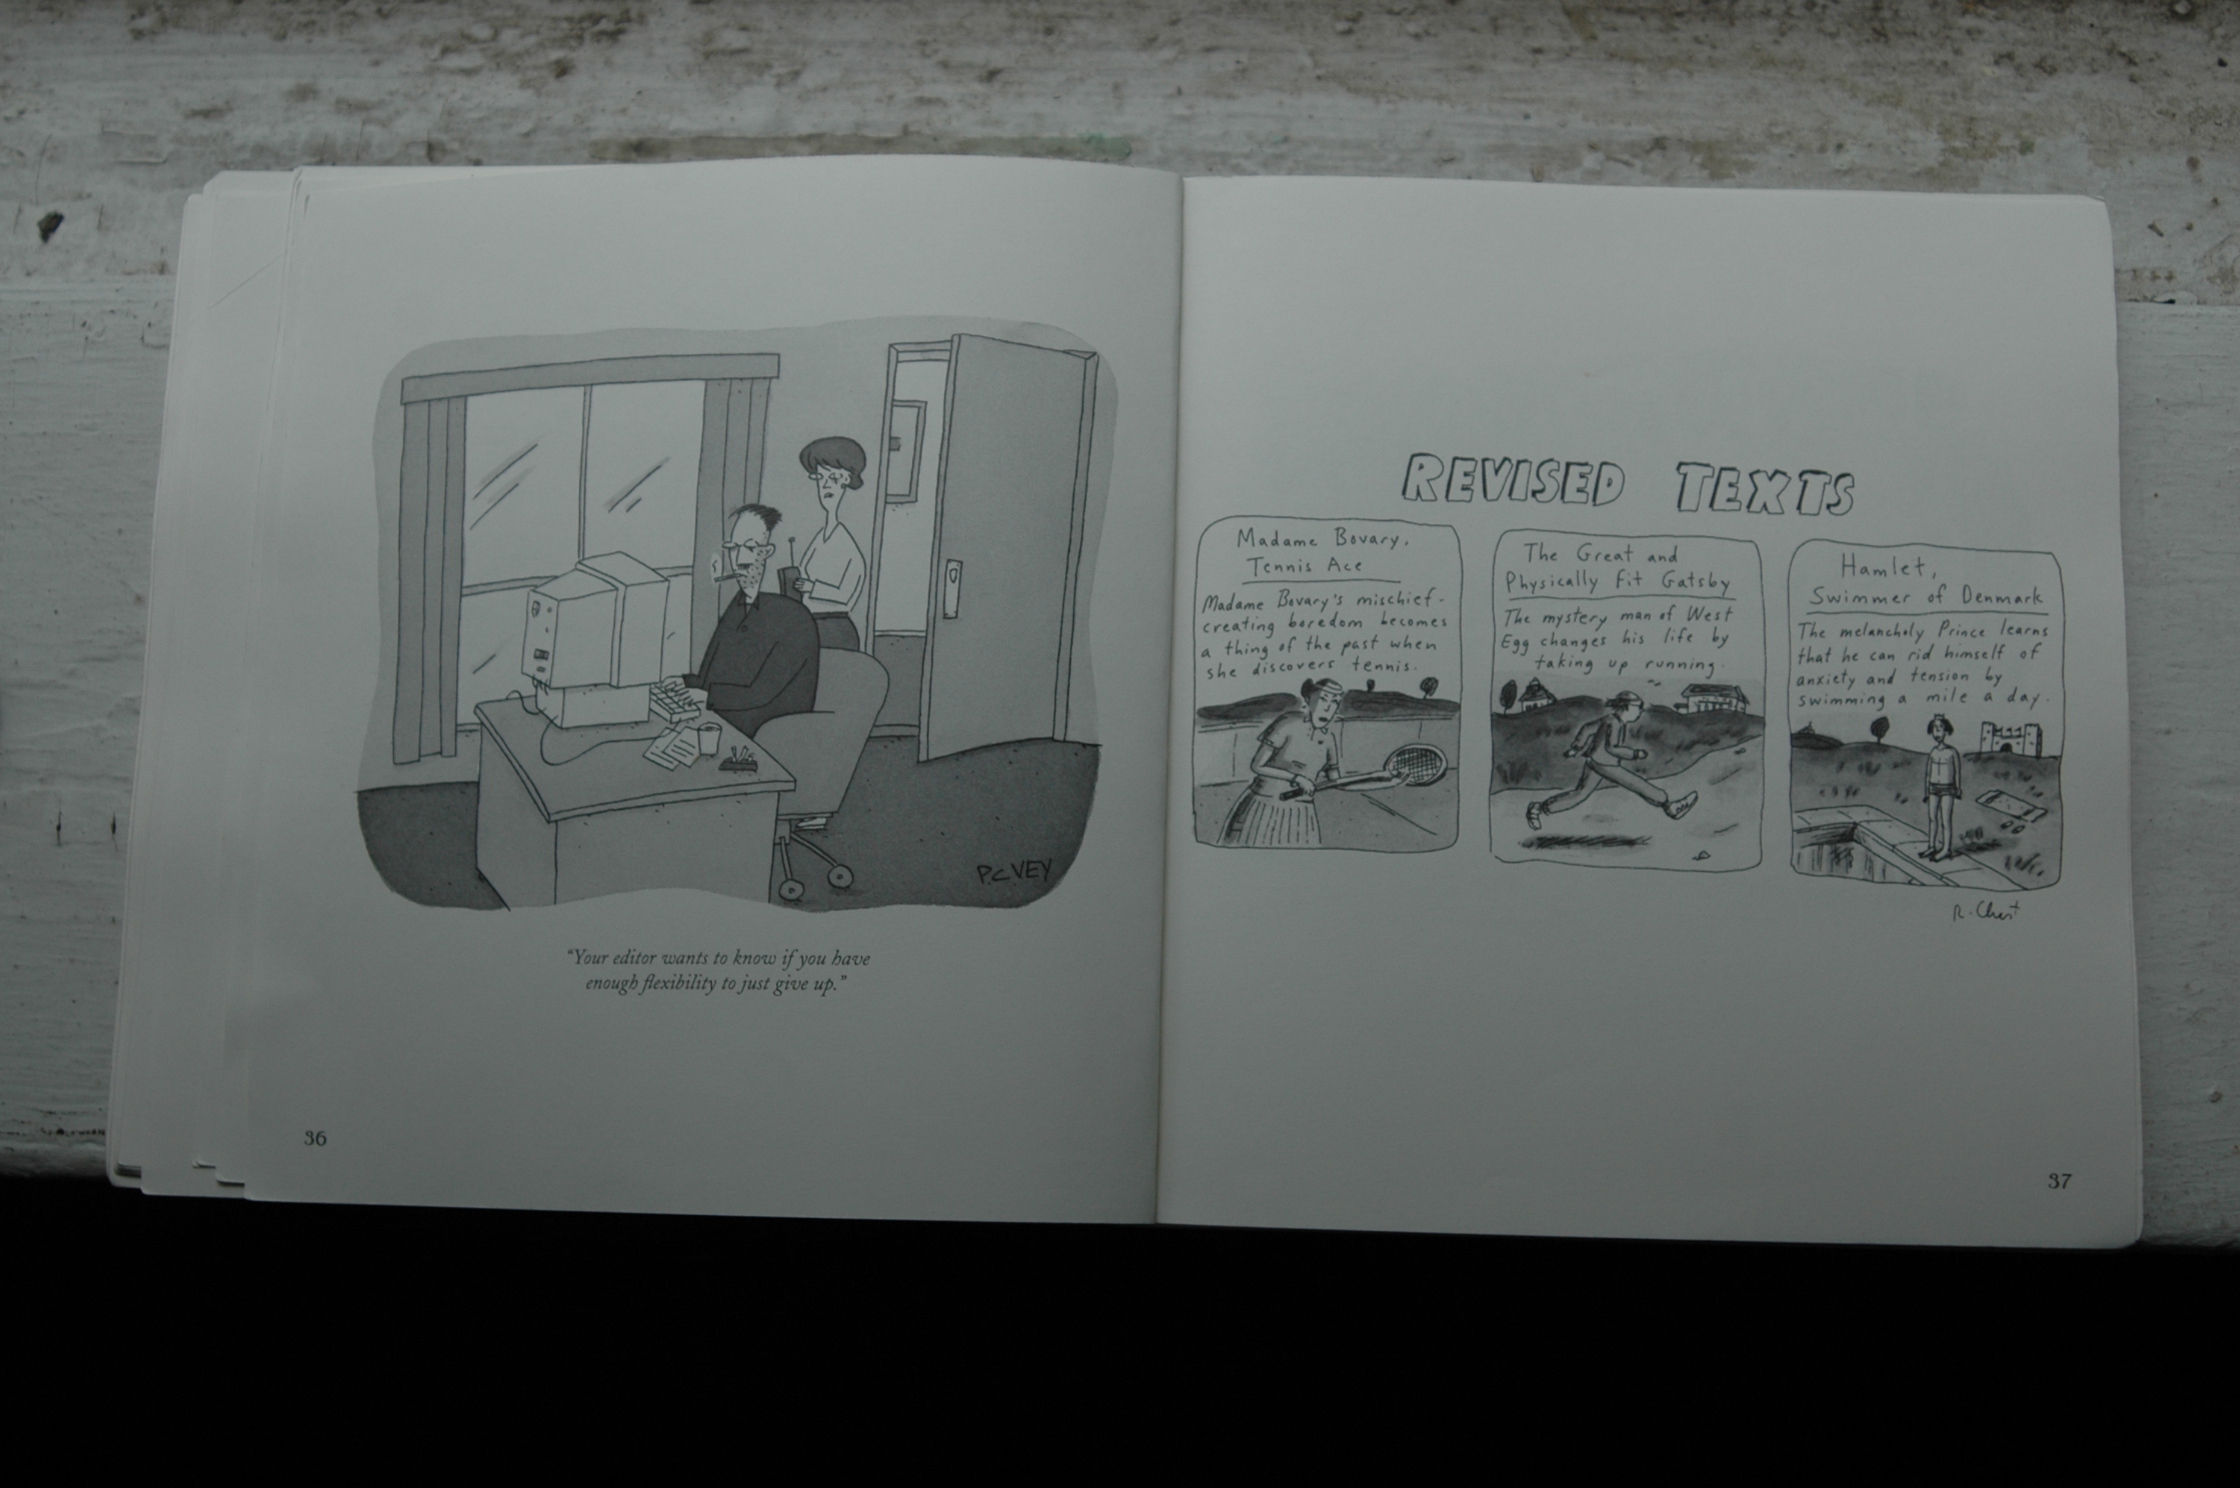 P.C. VEY
"Your editor wants to know if you have
enough flexibility to just give up."
36
REVISED TEXTS
Madame Bovary,
Tennis Ace
Madame Bovary's mischief-
creating boredom becomes
a thing of the past when
she discovers tennis.
The Great and
Physically Fit Gatsby
The mystery man of West
Egg changes his life by
taking up running.
Hamlet,
Swimmer of Denmark
The melancholy Prince learns
that he can rid himself of
anxiety and tension by
swimming a mile a day.
R. Chast
37